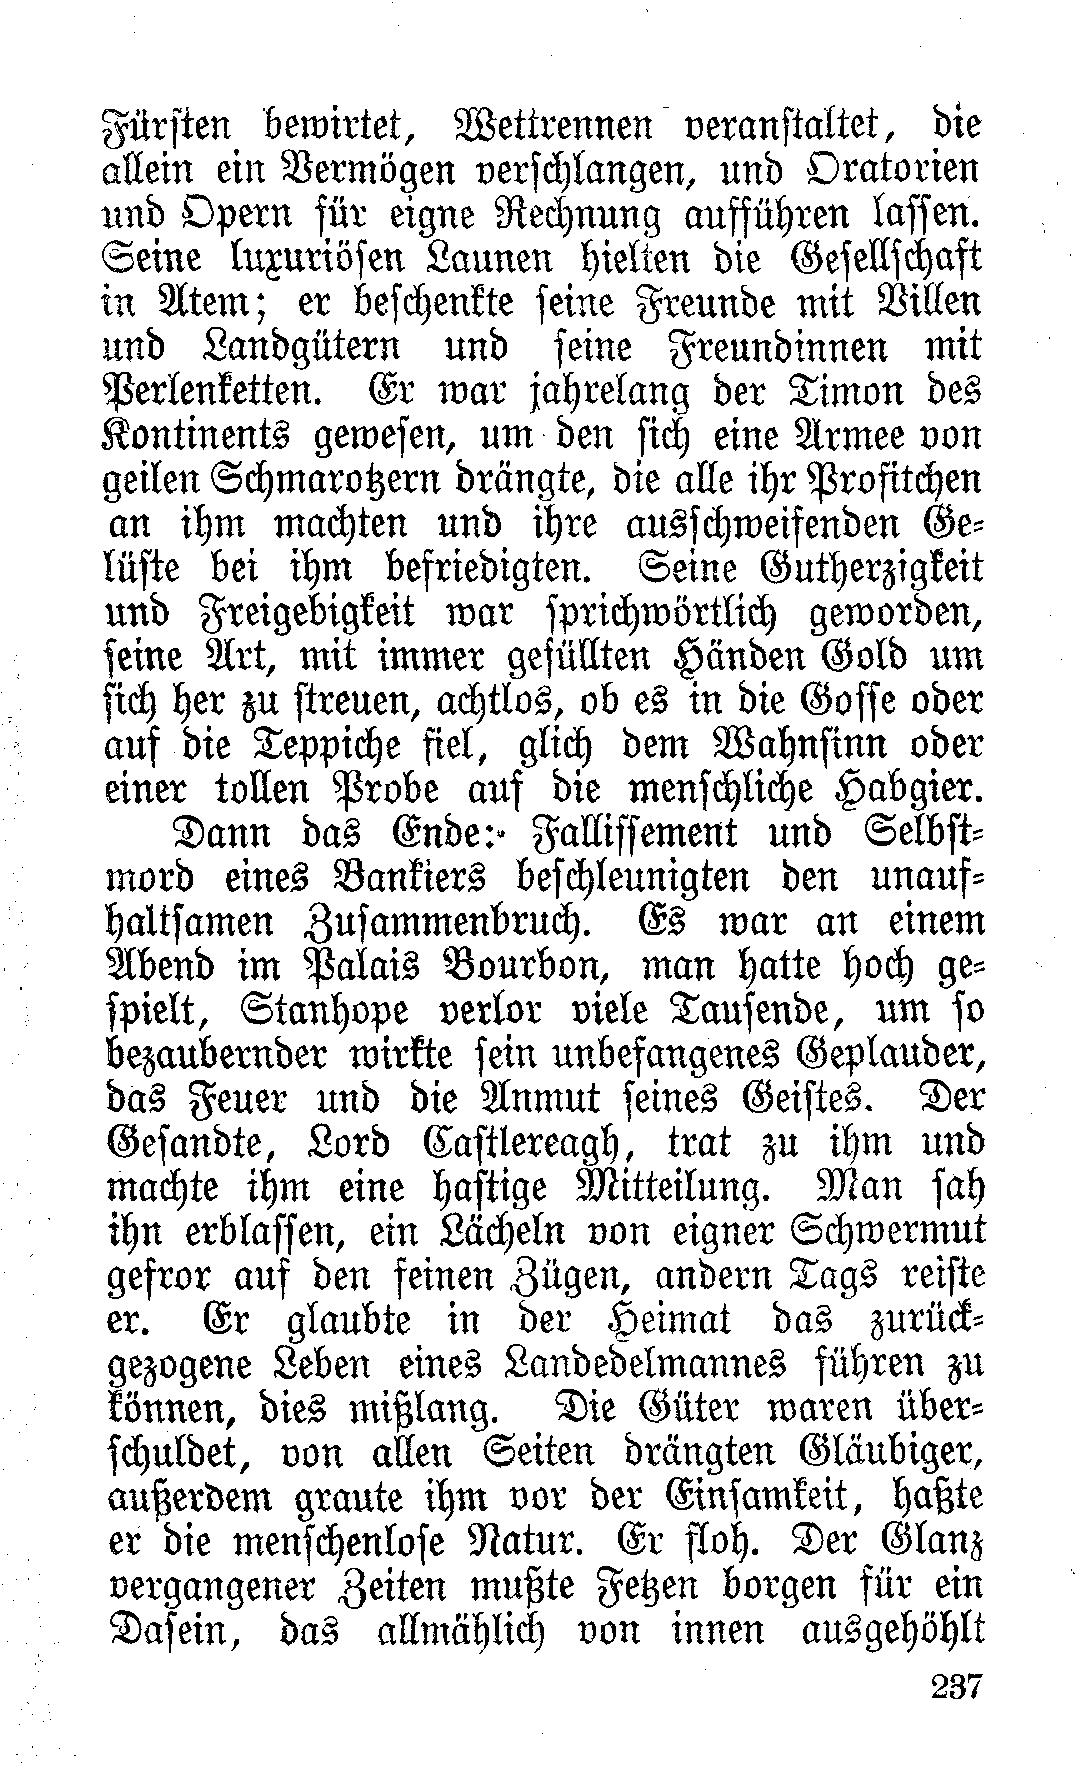 Fürsten bewirtet, Wettrennen veranstaltet, die
allein ein Vermögen verschlangen, und Oratorien
und Opern für eigne Rechnung aufführen lassen.
Seine luxuriösen Launen hielten die Gesellschaft
in Atem; er beschenkte seine Freunde mit Villen
und Landgütern und seine Freundinnen mit
Perlenketten. Er war jahrelang der Timon des
Kontinents gewesen, um den sich eine Armee von
geilen Schmarotzern drängte, die alle ihr Profitchen
an ihm machten und ihre ausschweifenden Ge-
lüste bei ihm befriedigten. Seine Gutherzigkeit
und Freigebigkeit war sprichwörtlich geworden,
seine Art, mit immer gefüllten Händen Gold um
sich her zu streuen, achtlos, ob es in die Gosse oder
auf die Teppiche fiel, glich dem Wahnsinn oder
einer tollen Probe auf die menschliche Habgier.
Dann das Ende: Fallissement und Selbst-
mord eines Bankiers beschleunigten den unauf-
haltsamen Zusammenbruch. Es war an einem
Abend im Palais Bourbon, man hatte hoch ge-
spielt, Stanhope verlor viele Tausende, um so
bezaubernder wirkte sein unbefangenes Geplauder,
das Feuer und die Anmut seines Geistes. Der
Gesandte, Lord Castlereagh, trat zu ihm und
machte ihm eine hastige Mitteilung. Man sah
ihn erblassen, ein Lächeln von eigner Schwermut
gefror auf den feinen Zügen, andern Tags reiste
er. Er glaubte in der Heimat das zurück-
gezogene Leben eines Landedelmannes führen zu
können, dies mißlang. Die Güter waren über-
schuldet, von allen Seiten drängten Gläubiger,
außerdem graute ihm vor der Einsamkeit, haßte
er die menschenlose Natur. Er floh. Der Glanz
vergangener Zeiten mußte Fetzen borgen für ein
Dasein, das allmählich von innen ausgehöhlt
237